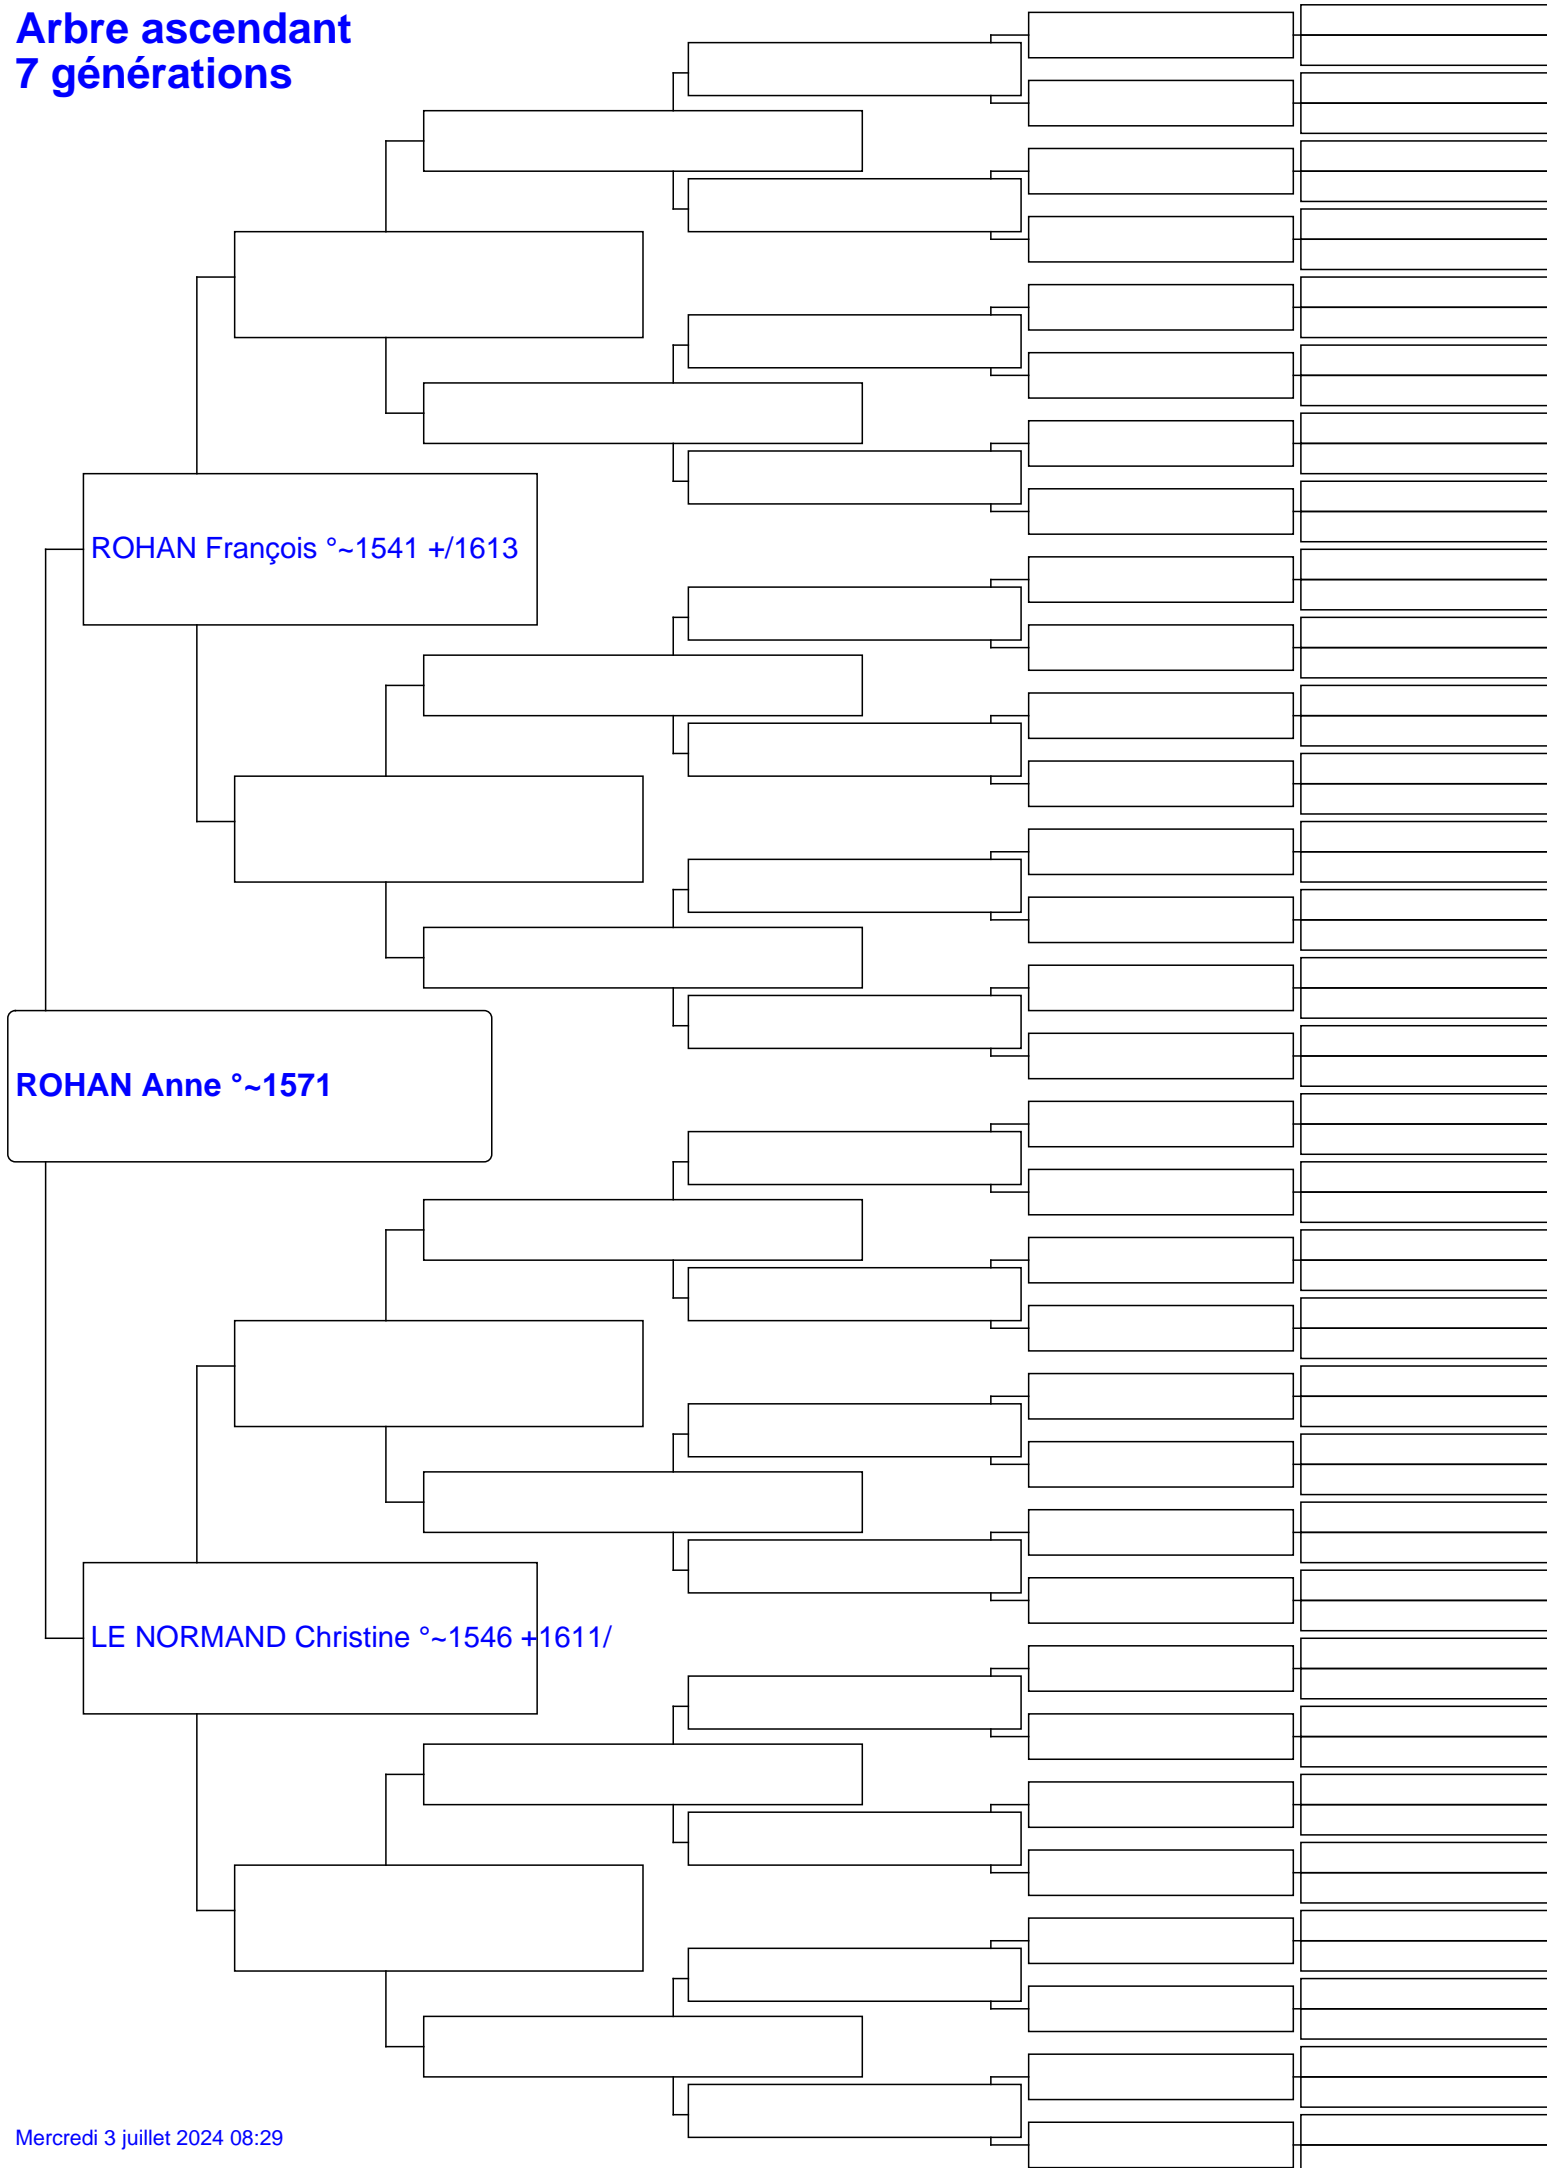 Arbre ascendant
7 générations
ROHAN François °~1541 +/1613
ROHAN Anne °~1571
LE NORMAND Christine °~1546 +1611/
Mercredi 3 juillet 2024 08:29